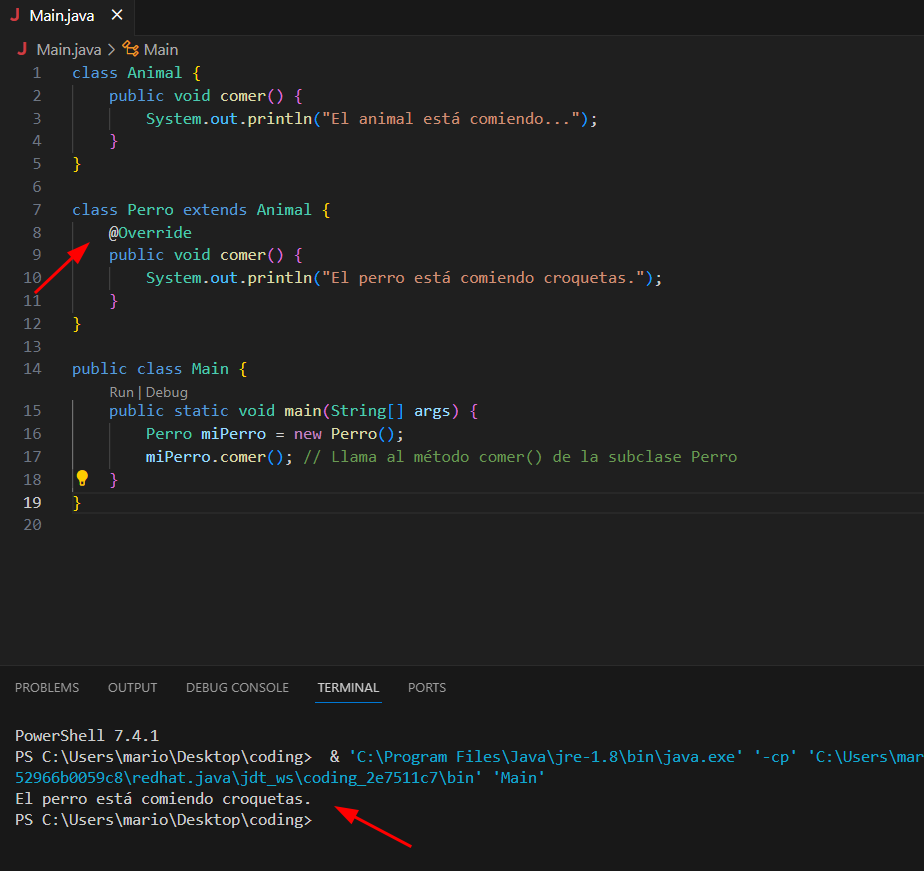 J Main.java ×
J Main.java > Main
1 class Animal {
2     public void comer() {
3         System.out.println("El animal está comiendo...");
4     }
5 }
6
7 class Perro extends Animal {
8     @Override
9     public void comer() {
10         System.out.println("El perro está comiendo croquetas.");
11     }
12 }
13
14 public class Main {
Run | Debug
15     public static void main(String[] args) {
16         Perro miPerro = new Perro();
17         miPerro.comer(); // Llama al método comer() de la subclase Perro
18     }
19 }
20
PROBLEMS OUTPUT DEBUG CONSOLE TERMINAL PORTS
PowerShell 7.4.1
PS C:\Users\mario\Desktop\coding>  & 'C:\Program Files\Java\jre-1.8\bin\java.exe' '-cp' 'C:\Users\mar
52966b0059c8\redhat.java\jdt_ws\coding_2e7511c7\bin' 'Main'
El perro está comiendo croquetas.
PS C:\Users\mario\Desktop\coding>